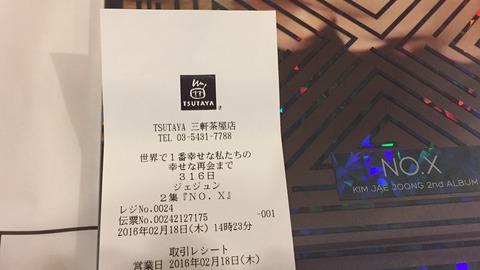 TSUTAYA
TSUTAYA 三軒茶屋店
TEL 03-5431-7788
世界で1番幸せな私たちの
幸せな再会まで
316日
ジェジュン
2集『NO.X』
レジNo.0024
伝票No.00242127175 -001
2016年02月18日(木) 14時23分
取引レシート
営業日 2016年02月18日(木)
NO.X
KIM JAE JOONG 2nd ALBUM